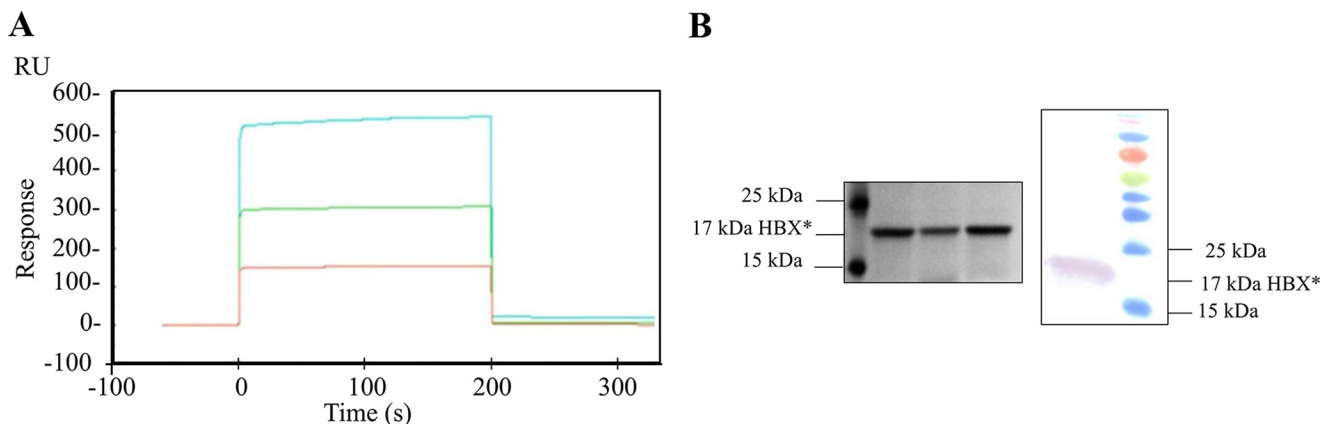 A
RU
600-
500-
400-
300-
200-
100-
0-
-100
Response
-100 0 100 200 300
Time (s)
B
25 kDa
17 kDa HBX*
15 kDa
25 kDa
17 kDa HBX*
15 kDa